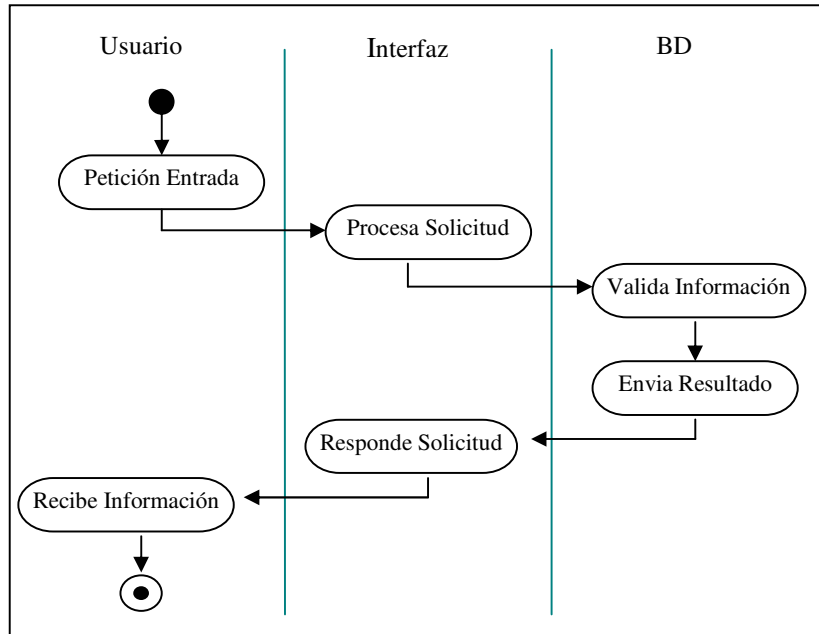 Usuario
Interfaz
BD
Petición Entrada
Procesa Solicitud
Valida Información
Envia Resultado
Responde Solicitud
Recibe Información